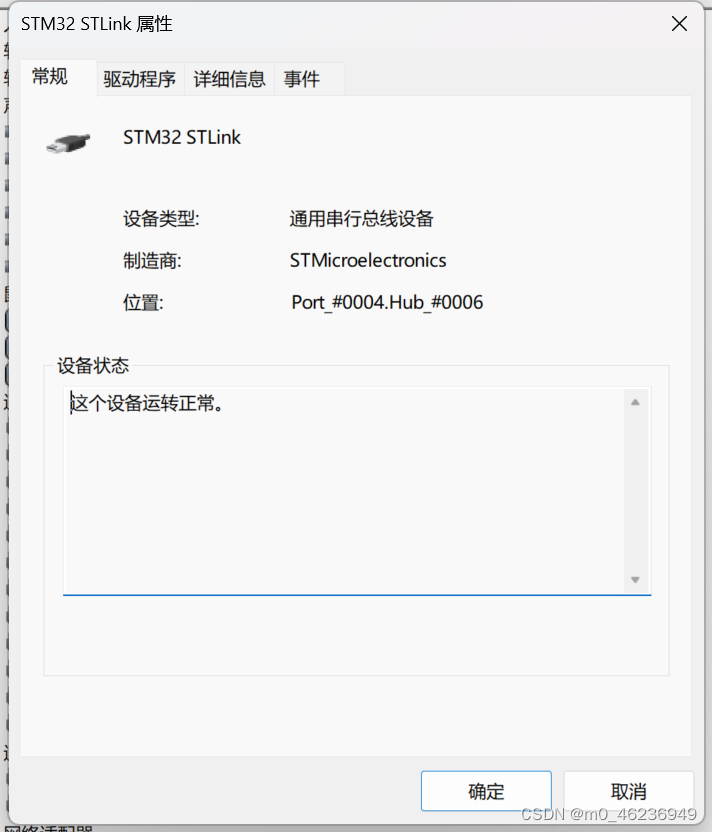 STM32 STLink 属性
常规 驱动程序 详细信息 事件
STM32 STLink
设备类型: 通用串行总线设备
制造商: STMicroelectronics
位置: Port_#0004.Hub_#0006
设备状态
这个设备运转正常。
确定 取消
CSDN @m0_46236949